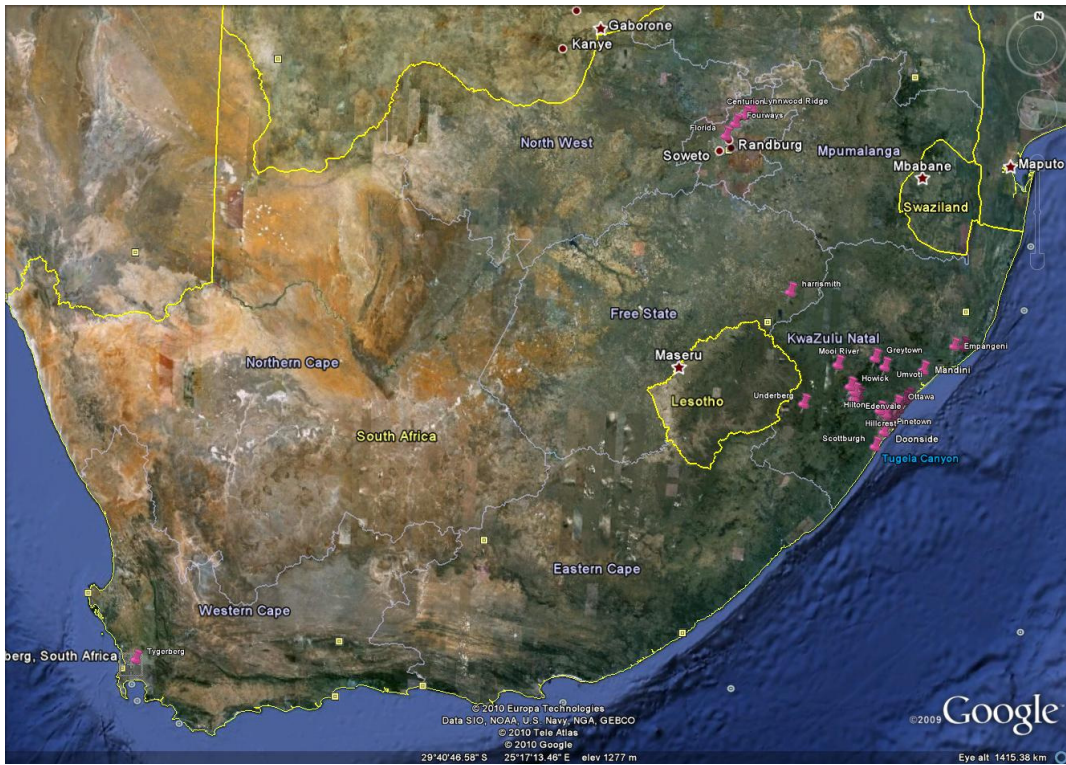 N
Gaborone
Kanye
Centurion
Lynnwood Ridge
Fourways
Florida
North West
Soweto
Randburg
Mpumalanga
Mbabane
Maputo
Swaziland
harrismith
Free State
KwaZulu Natal
Mooi River
Greytown
Empangeni
Northern Cape
Maseru
Howick
Umvoti
Mandini
Lesotho
Underberg
Hilton
Edenvale
Ottawa
Hillcrest
Pinetown
South Africa
Scottburgh
Doonside
Tugela Canyon
Eastern Cape
Western Cape
berg, South Africa
Tygerberg
© 2010 Europa Technologies
Data SIO, NOAA, U.S. Navy, NGA, GEBCO
© 2010 Tele Atlas
© 2010 Google
©2009 Google
29°40'46.58" S 25°17'13.46" E elev 1277 m
Eye alt 1415.38 km